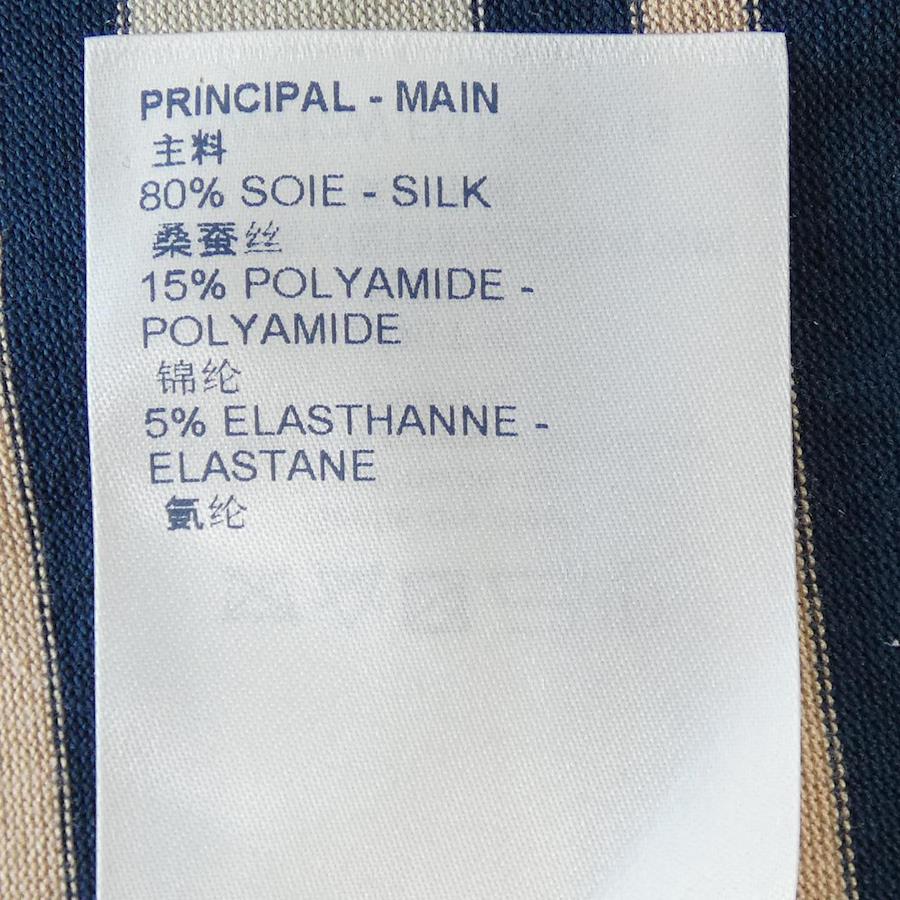 PRINCIPAL - MAIN
主料
80% SOIE - SILK
桑蚕丝
15% POLYAMIDE -
POLYAMIDE
锦纶
5% ELASTHANNE -
ELASTANE
氨纶